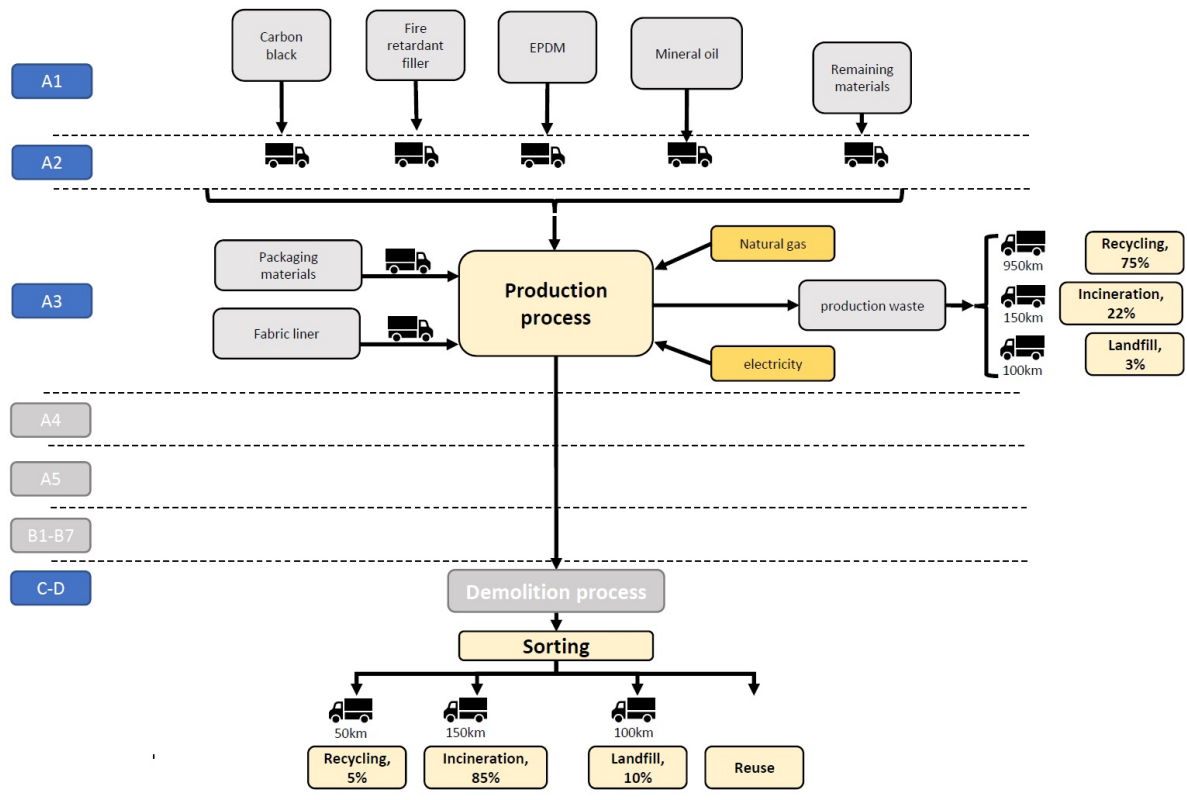 Carbon
black
Fire
retardant
filler
EPDM
Mineral oil
Remaining
materials
A1
A2
Packaging
materials
Natural gas
950km
Recycling,
75%
A3
Production
process
production waste
150km
Incineration,
22%
Fabric liner
electricity
100km
Landfill,
3%
A4
A5
B1-B7
C-D
Demolition process
Sorting
50km
150km
100km
Recycling,
5%
Incineration,
85%
Landfill,
10%
Reuse